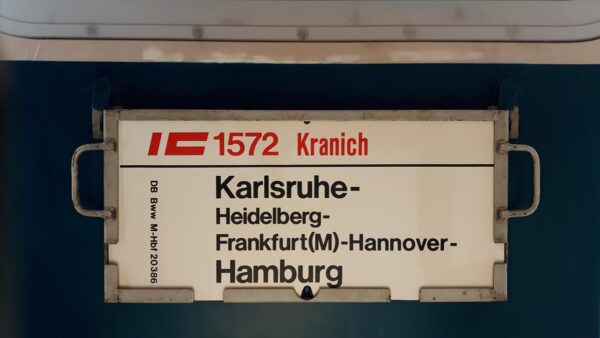 IC 1572 Kranich
Karlsruhe-
Heidelberg-
Frankfurt(M)-Hannover-
Hamburg
DB Bww M-Hbf 20386